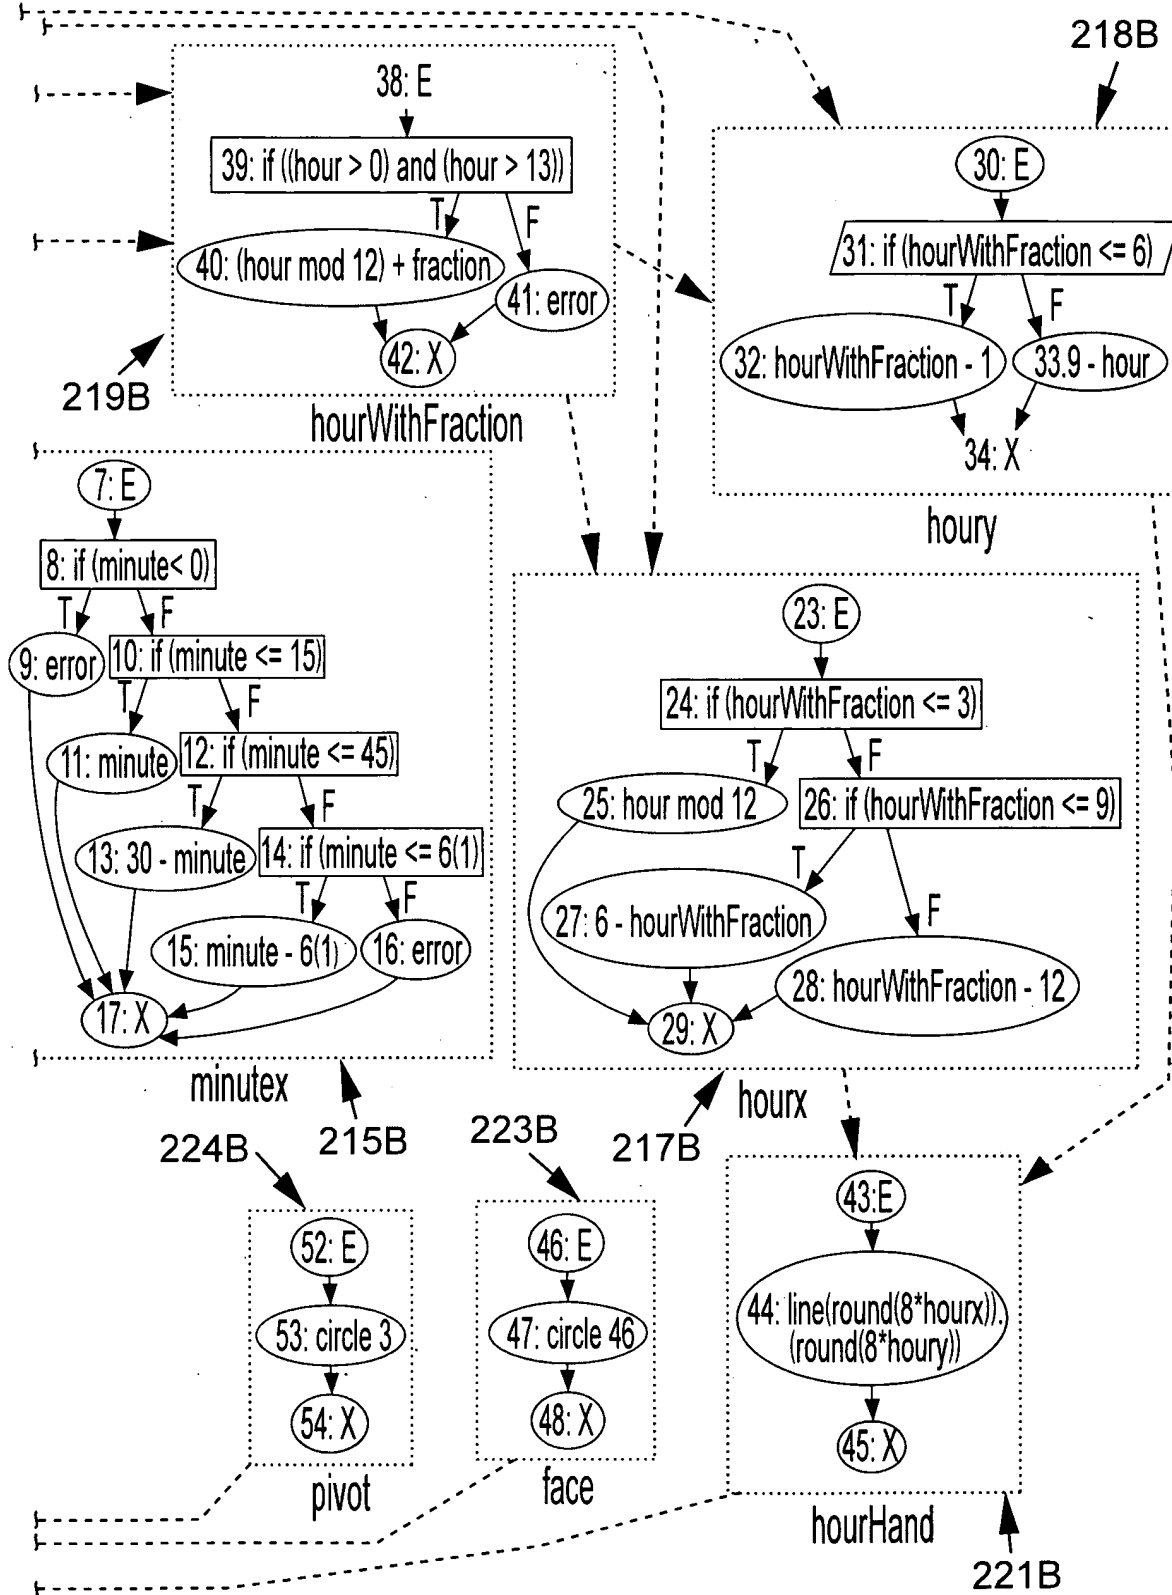 218B
38: E
39: if ((hour > 0) and (hour > 13))
T
F
40: (hour mod 12) + fraction
41: error
42: X
219B
hourWithFraction
30: E
31: if (hourWithFraction <= 6)
T
F
32: hourWithFraction - 1
33.9 - hour
34: X
houry
7: E
8: if (minute< 0)
T
F
9: error
10: if (minute <= 15)
T
F
11: minute
12: if (minute <= 45)
T
F
13: 30 - minute
14: if (minute <= 6(1)
T
F
15: minute - 6(1)
16: error
17: X
minutex
215B
23: E
24: if (hourWithFraction <= 3)
T
F
25: hour mod 12
26: if (hourWithFraction <= 9)
T
F
27: 6 - hourWithFraction
28: hourWithFraction - 12
29: X
hourx
217B
224B
52: E
53: circle 3
54: X
pivot
223B
46: E
47: circle 46
48: X
face
43:E
44: line(round(8*hourx)).
(round(8*houry))
45: X
hourHand
221B